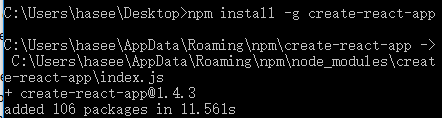 C:\Users\hasee\Desktop>npm install -g create-react-app
C:\Users\hasee\AppData\Roaming\npm\create-react-app ->
C:\Users\hasee\AppData\Roaming\npm\node_modules\creat
e-react-app\index.js
+ create-react-app@1.4.3
added 106 packages in 11.561s